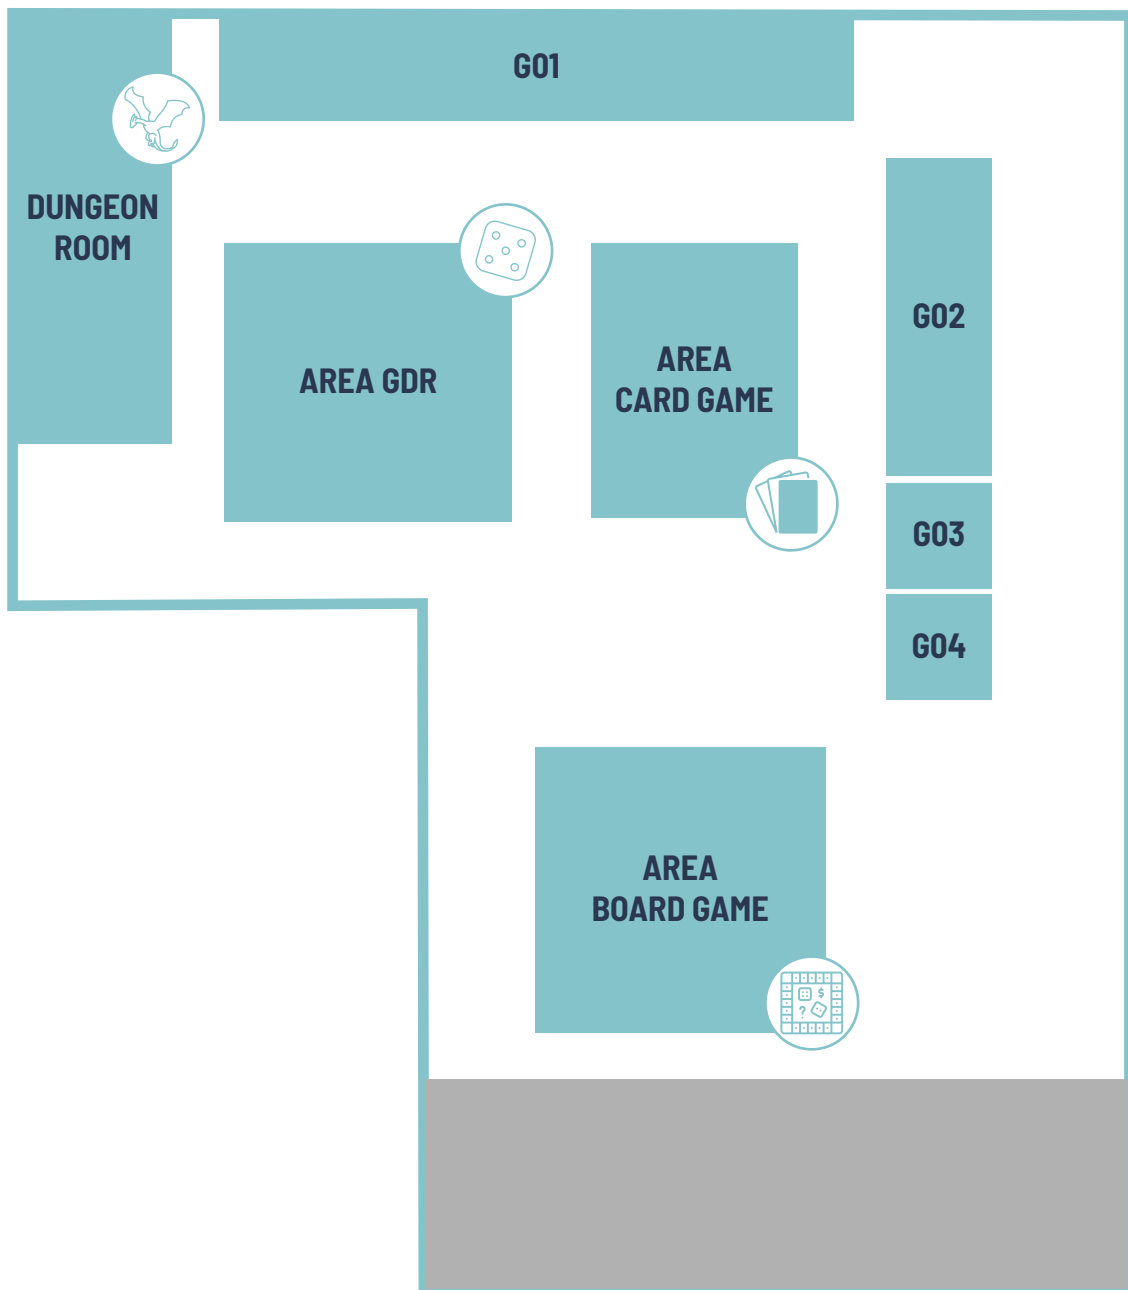 G01
DUNGEON
ROOM
AREA GDR
AREA
CARD GAME
G02
G03
G04
AREA
BOARD GAME
$
?